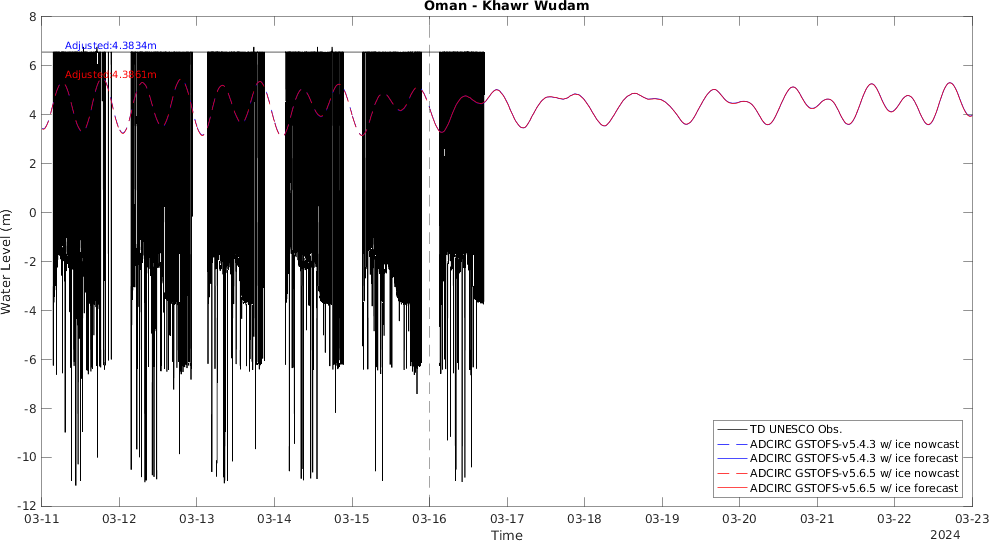 Oman - Khawr Wudam
8
6
4
2
0
-2
-4
-6
-8
-10
-12
Water Level (m)
Adjusted:4.3834m
Adjusted:4.3861m
TD UNESCO Obs.
ADCIRC GSTOFS-v5.4.3 w/ ice nowcast
ADCIRC GSTOFS-v5.4.3 w/ ice forecast
ADCIRC GSTOFS-v5.6.5 w/ ice nowcast
ADCIRC GSTOFS-v5.6.5 w/ ice forecast
03-11 03-12 03-13 03-14 03-15 03-16 03-17 03-18 03-19 03-20 03-21 03-22 03-23
Time
2024